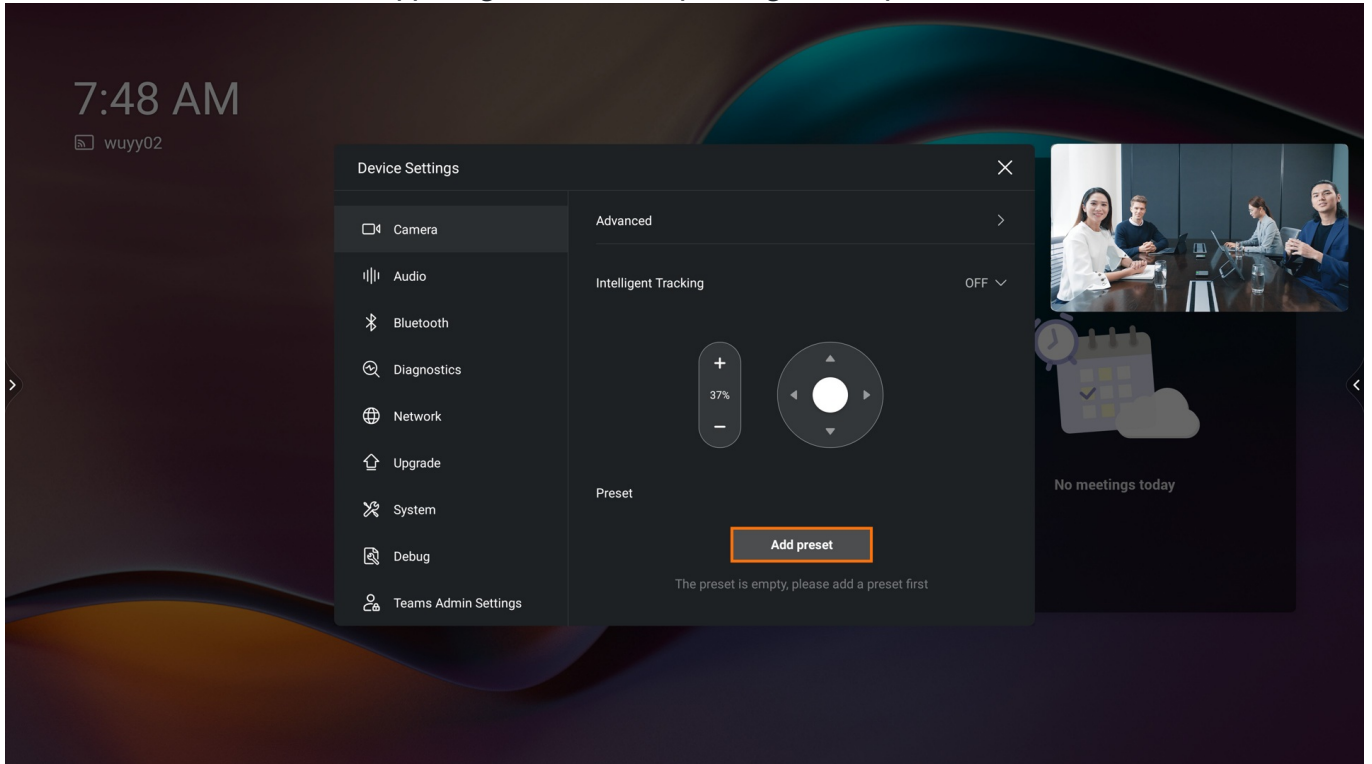 7:48 AM
wuyy02
Device Settings
Camera
Audio
Bluetooth
Diagnostics
Network
Upgrade
System
Debug
Teams Admin Settings
Advanced
Intelligent Tracking
OFF
+
37%
−
Preset
Add preset
The preset is empty, please add a preset first
No meetings today